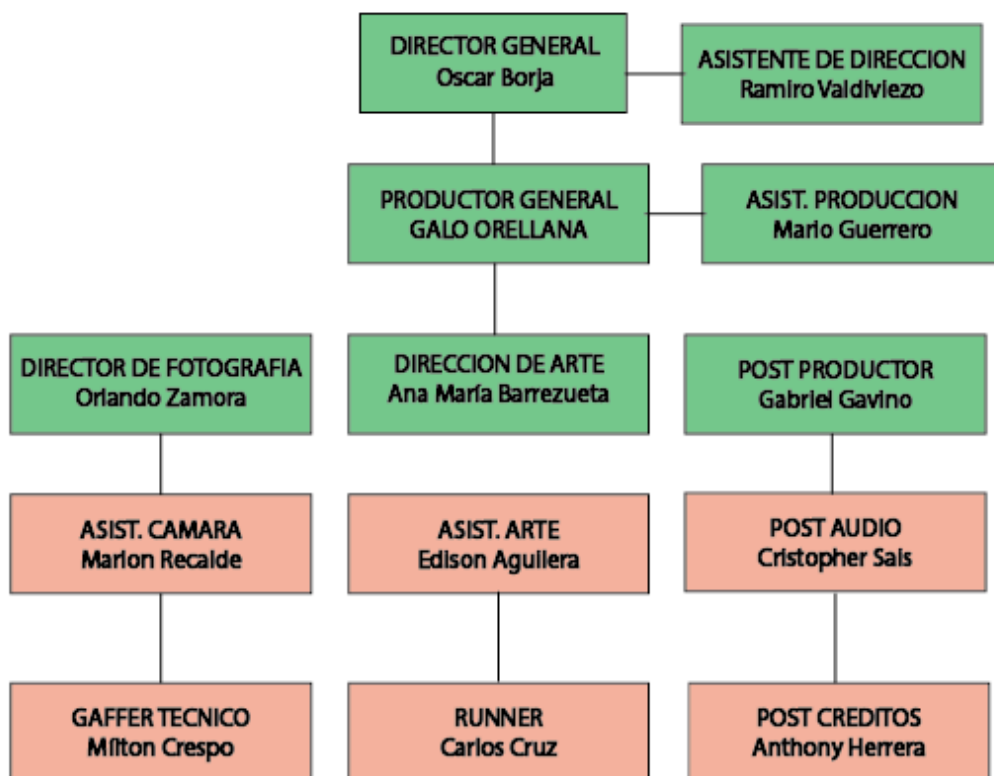 DIRECTOR GENERAL
Oscar Borja
ASISTENTE DE DIRECCION
Ramiro Valdiviezo
PRODUCTOR GENERAL
GALO ORELLANA
ASIST. PRODUCCION
Mario Guerrero
DIRECTOR DE FOTOGRAFIA
Orlando Zamora
DIRECCION DE ARTE
Ana María Barrezueta
POST PRODUCTOR
Gabriel Gavino
ASIST. CAMARA
Marlon Recalde
ASIST. ARTE
Edison Aguilera
POST AUDIO
Cristopher Sais
GAFFER TECNICO
Milton Crespo
RUNNER
Carlos Cruz
POST CREDITOS
Anthony Herrera